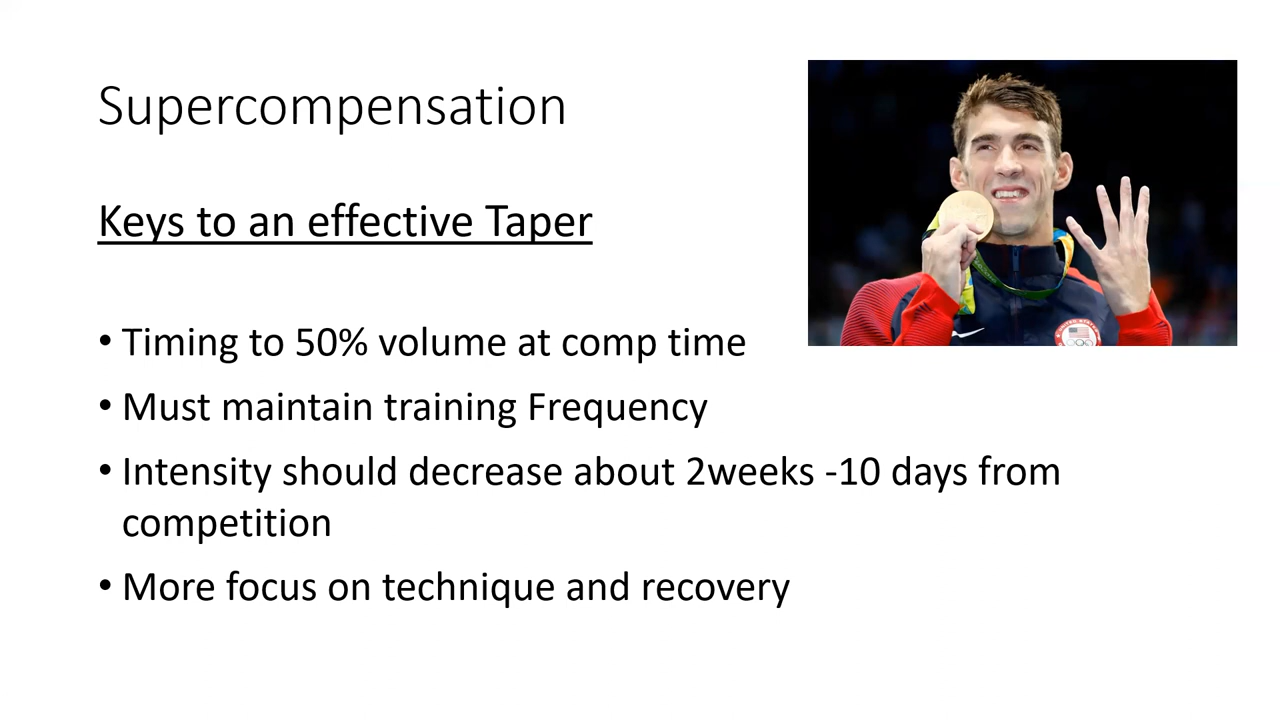 Supercompensation
Keys to an effective Taper
• Timing to 50% volume at comp time
• Must maintain training Frequency
• Intensity should decrease about 2weeks -10 days from
competition
• More focus on technique and recovery